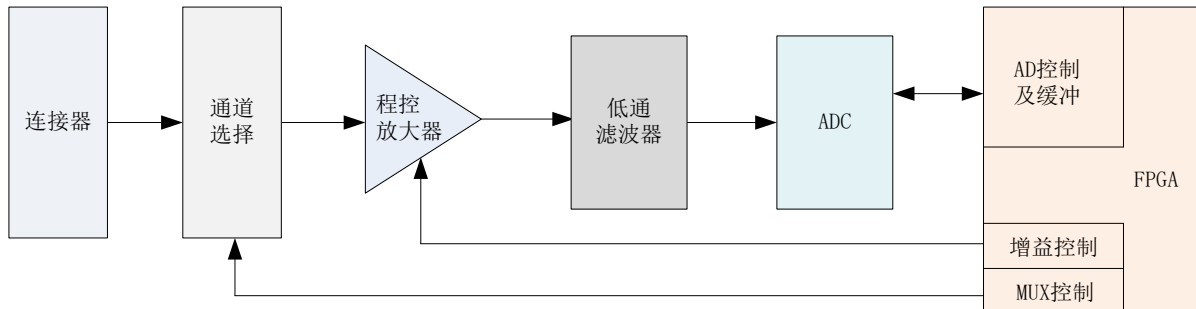 连接器
通道
选择
程控
放大器
低通
滤波器
ADC
AD控制
及缓冲
FPGA
增益控制
MUX控制